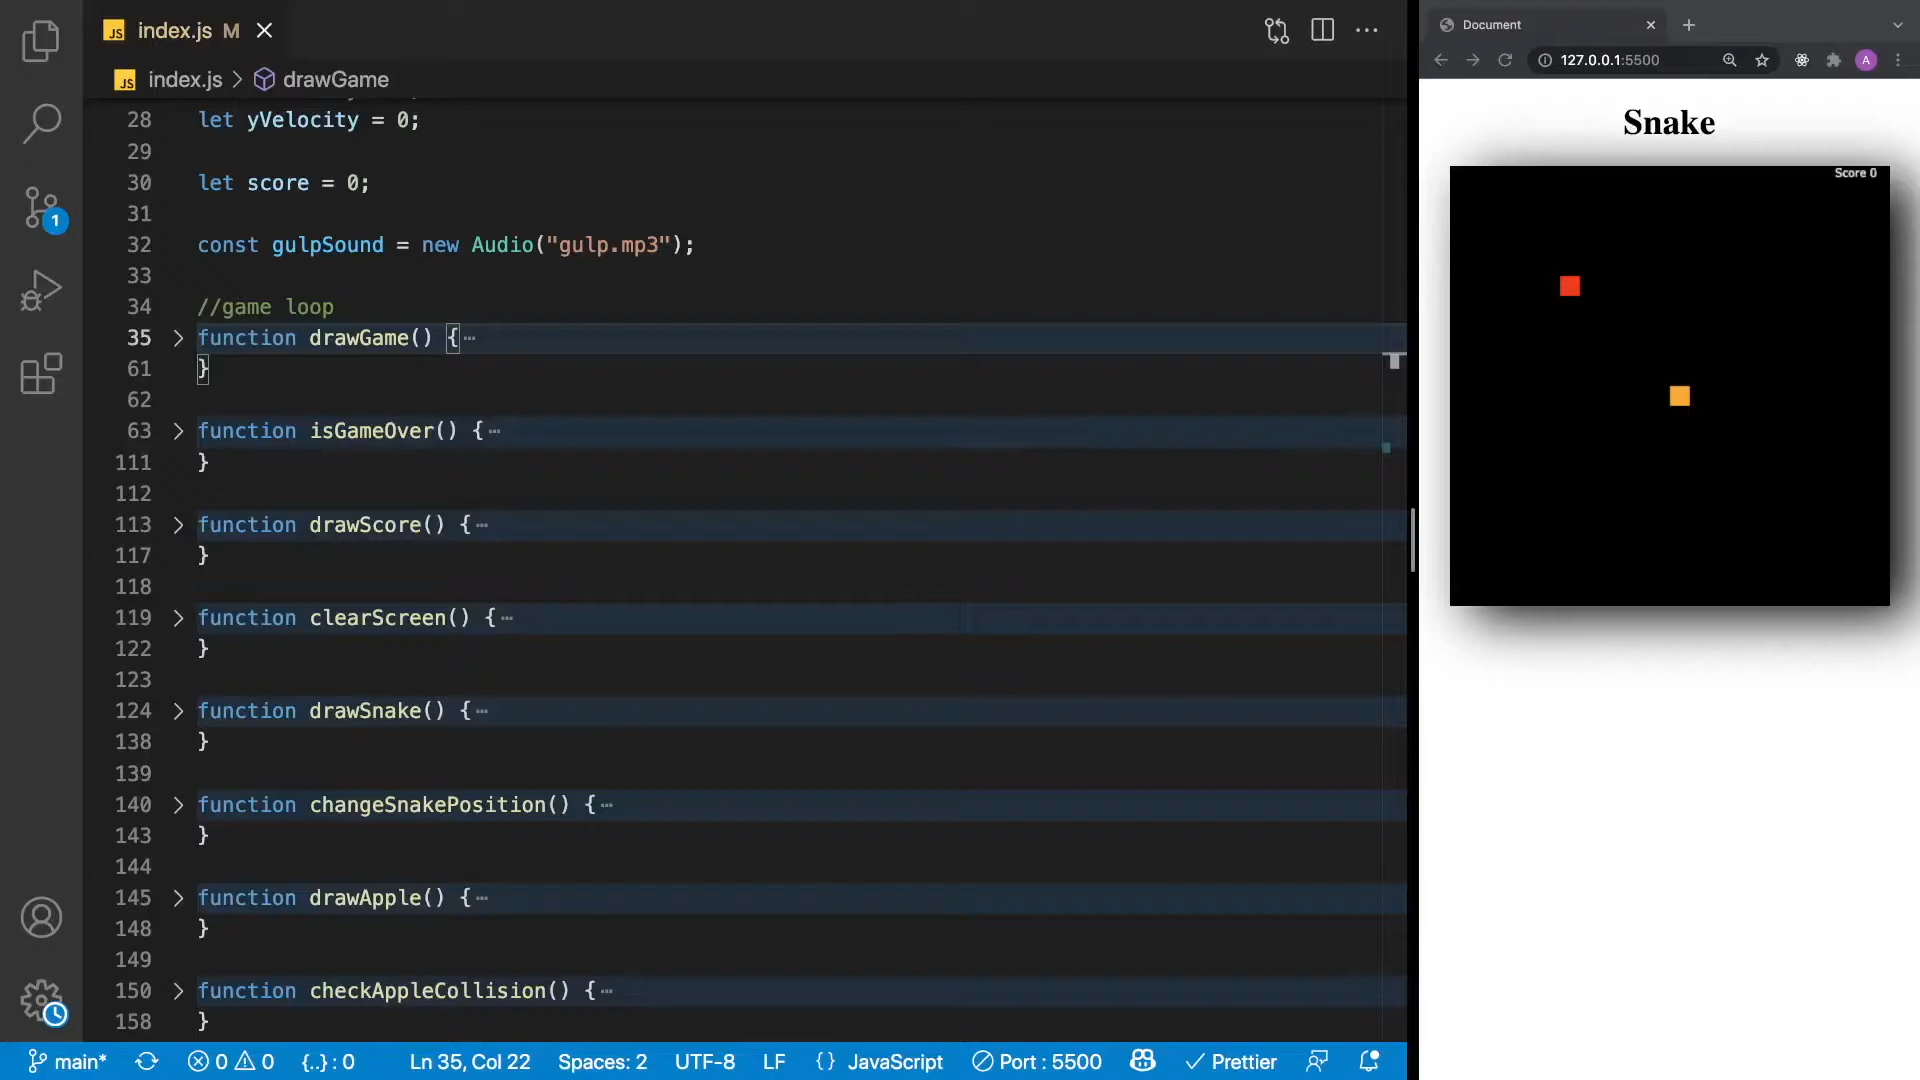 index.js M
index.js > drawGame
28 let yVelocity = 0;
29
30 let score = 0;
31
32 const gulpSound = new Audio("gulp.mp3");
33
34 //game loop
35 function drawGame() {…
61 }
62
63 function isGameOver() {…
111 }
112
113 function drawScore() {…
117 }
118
119 function clearScreen() {…
122 }
123
124 function drawSnake() {…
138 }
139
140 function changeSnakePosition() {…
143 }
144
145 function drawApple() {…
148 }
149
150 function checkAppleCollision() {…
158 }
1
main* 0 0 {..} : 0 Ln 35, Col 22 Spaces: 2 UTF-8 LF {} JavaScript Port : 5500 Prettier
Document
127.0.0.1:5500
A
Snake
Score 0